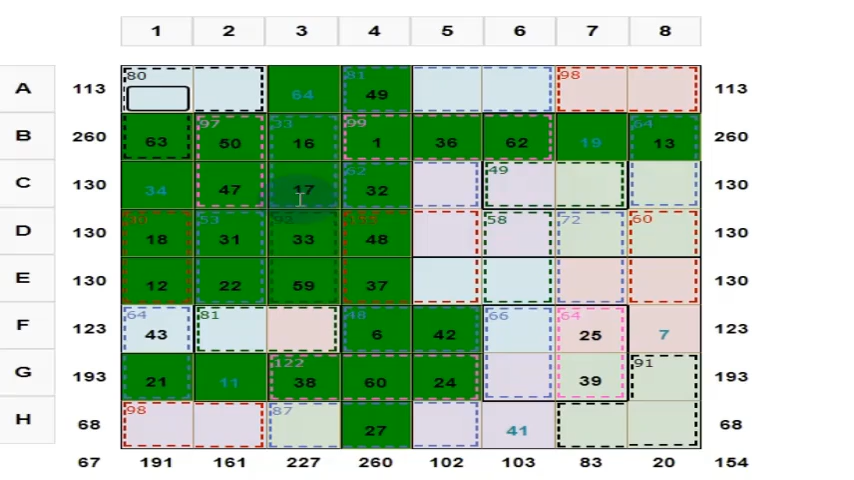 1 2 3 4 5 6 7 8
80 81 98
A 113 64 49 113
97 33 99 64
B 260 63 50 16 1 36 62 19 13 260
62 49
C 130 34 47 17 32 130
53 92 58 72 60
D 130 18 31 33 48 130
E 130 12 22 59 37 130
64 81 48 66 64
F 123 43 6 42 25 7 123
122 91
G 193 21 11 38 60 24 39 193
98 87
H 68 27 41 68
67 191 161 227 260 102 103 83 20 154